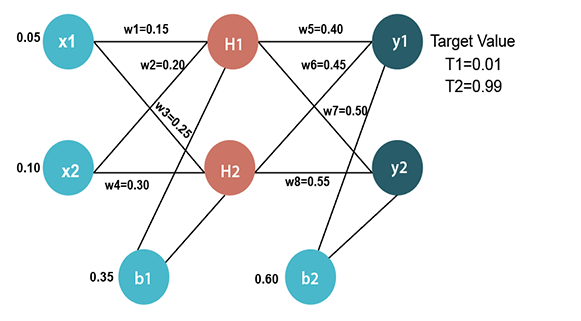 0.05 x1 w1=0.15 H1 w5=0.40 y1 Target Value
w2=0.20 w6=0.45 T1=0.01
T2=0.99
w3=0.25 w7=0.50
0.10 x2 w4=0.30 H2 w8=0.55 y2
0.35 b1 0.60 b2